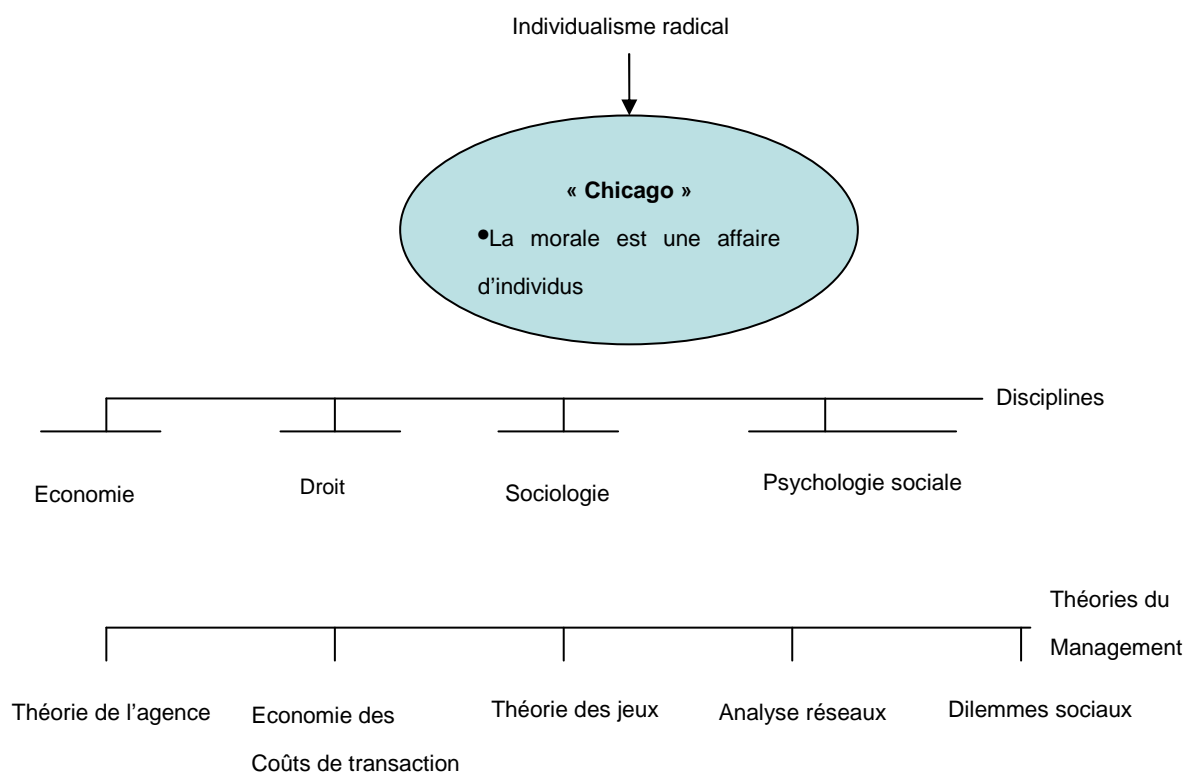 Individualisme radical
« Chicago »
•La morale est une affaire
d’individus
Disciplines
Economie
Droit
Sociologie
Psychologie sociale
Théories du
Management
Théorie de l’agence
Economie des
Coûts de transaction
Théorie des jeux
Analyse réseaux
Dilemmes sociaux